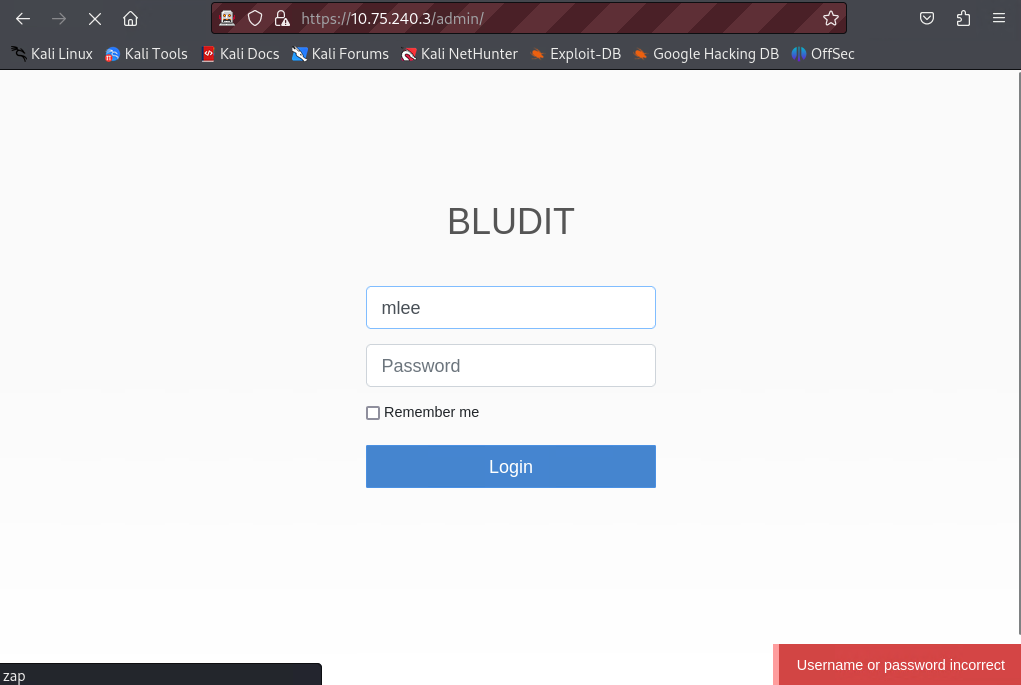 https://10.75.240.3/admin/
Kali Linux Kali Tools Kali Docs Kali Forums Kali NetHunter Exploit-DB Google Hacking DB OffSec
BLUDIT
mlee
Password
Remember me
Login
Username or password incorrect
zap